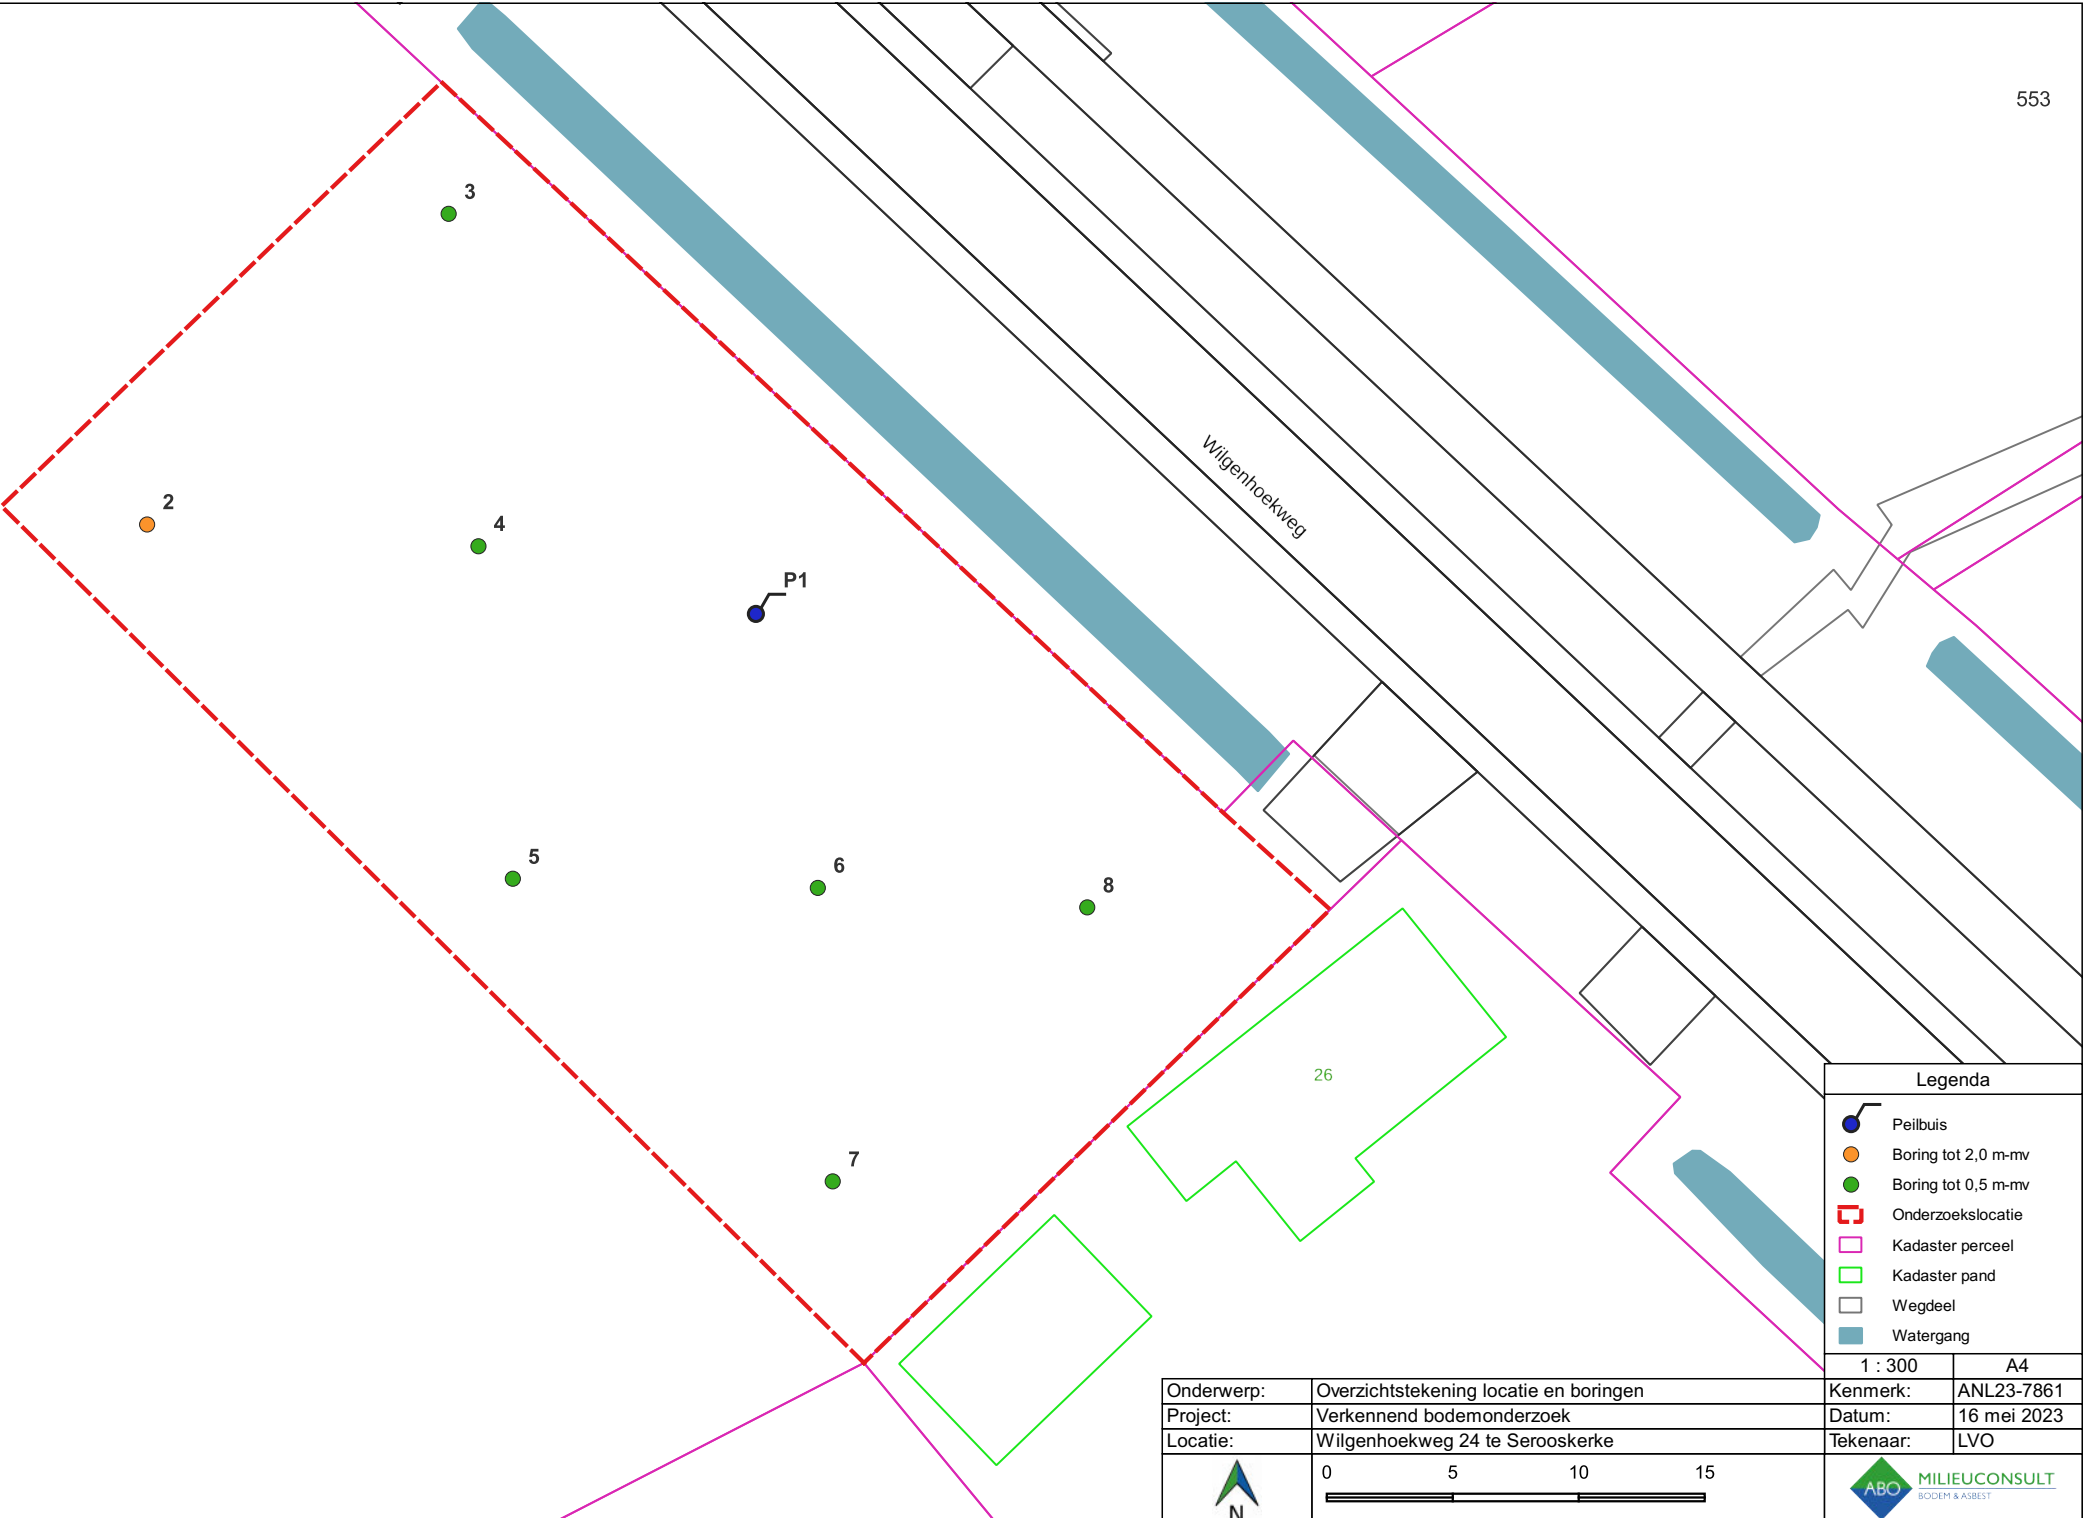 553
3
2
4
P1
Wilgenhoekweg
5
6
8
26
7
Legenda
Peilbuis
Boring tot 2,0 m-mv
Boring tot 0,5 m-mv
Onderzoekslocatie
Kadaster perceel
Kadaster pand
Wegdeel
Watergang
1 : 300 A4
Onderwerp: Overzichtstekening locatie en boringen Kenmerk: ANL23-7861
Project: Verkennend bodemonderzoek Datum: 16 mei 2023
Locatie: Wilgenhoekweg 24 te Serooskerke Tekenaar: LVO
0 5 10 15
N
ABO MILIEUCONSULT
BODEM & ASBEST